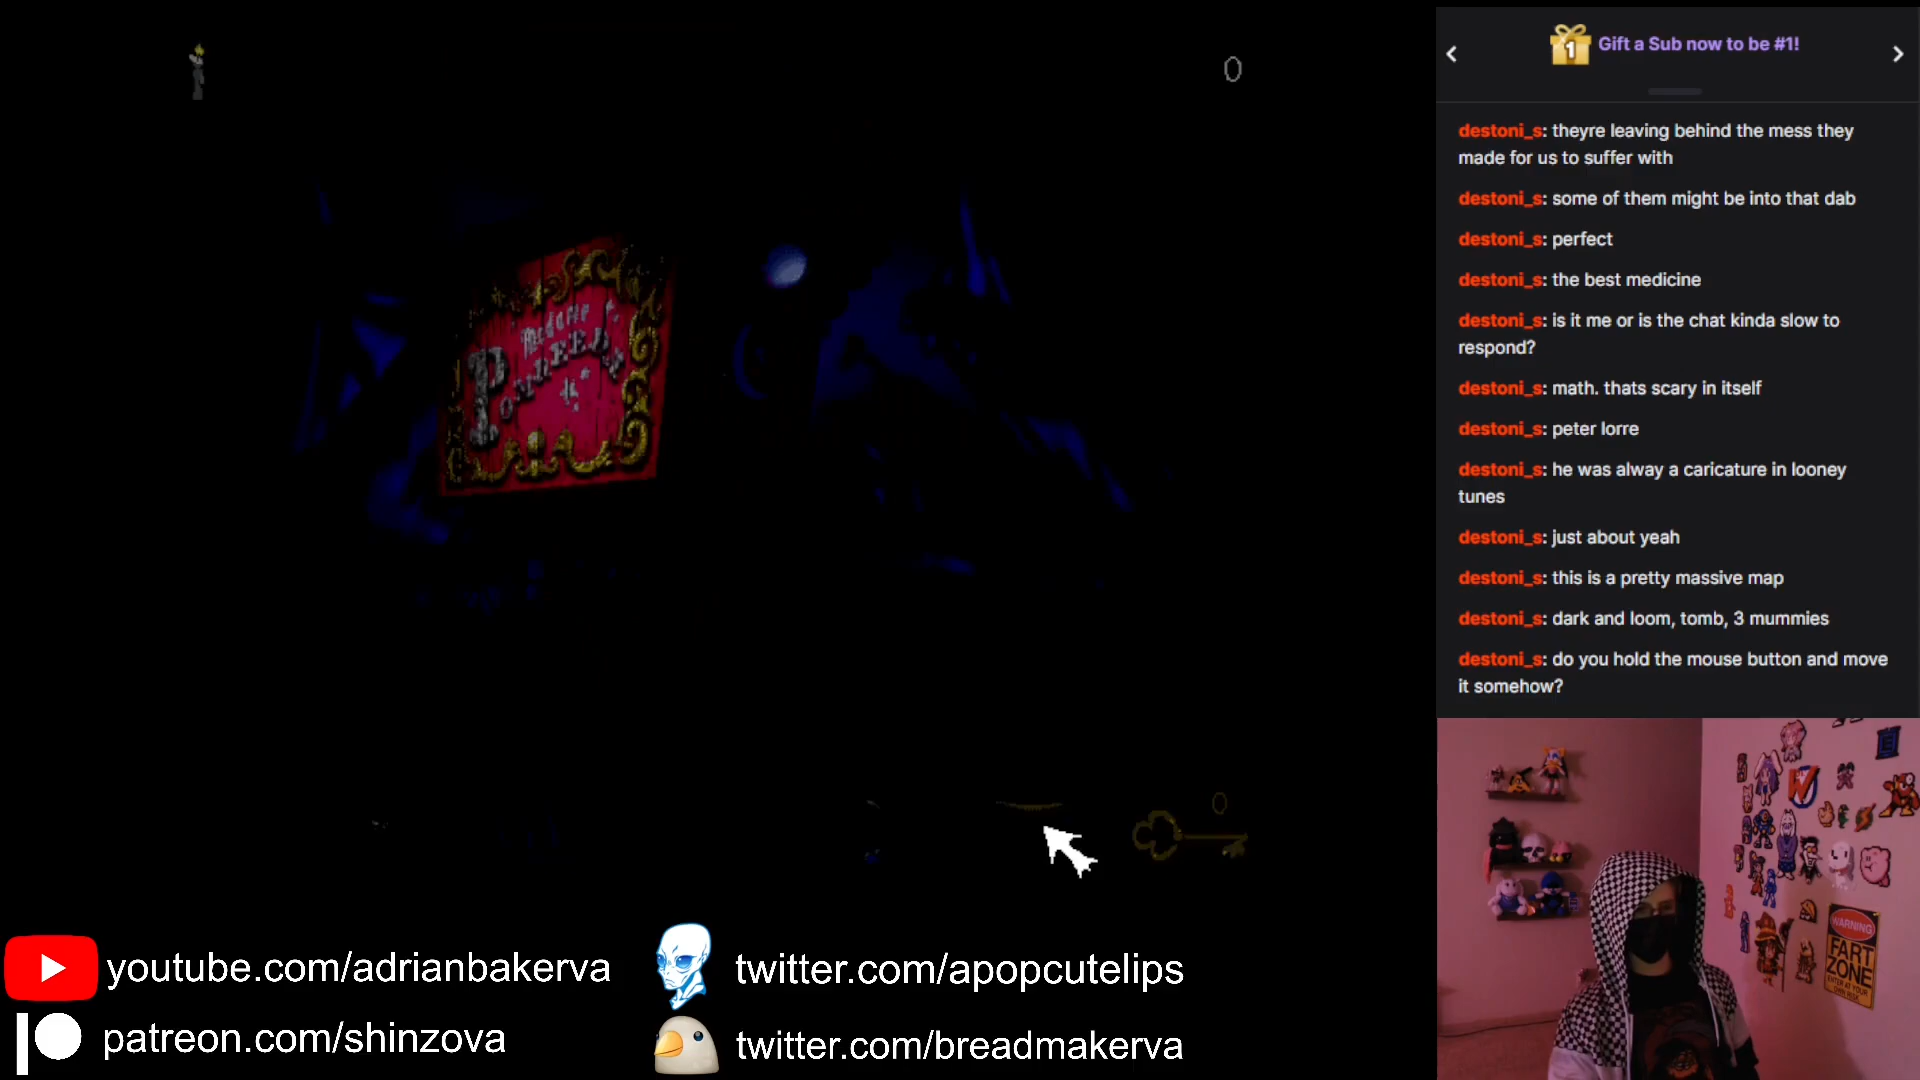 0
Gift a Sub now to be #1!
1
destoni_s: theyre leaving behind the mess they
made for us to suffer with
destoni_s: some of them might be into that dab
destoni_s: perfect
destoni_s: the best medicine
destoni_s: is it me or is the chat kinda slow to
respond?
destoni_s: math. thats scary in itself
destoni_s: peter lorre
destoni_s: he was alway a caricature in looney
tunes
destoni_s: just about yeah
destoni_s: this is a pretty massive map
destoni_s: dark and loom, tomb, 3 mummies
destoni_s: do you hold the mouse button and move
it somehow?
0
WARNING
FART
ZONE
youtube.com/adrianbakerva
twitter.com/apopcutelips
patreon.com/shinzova
twitter.com/breadmakerva